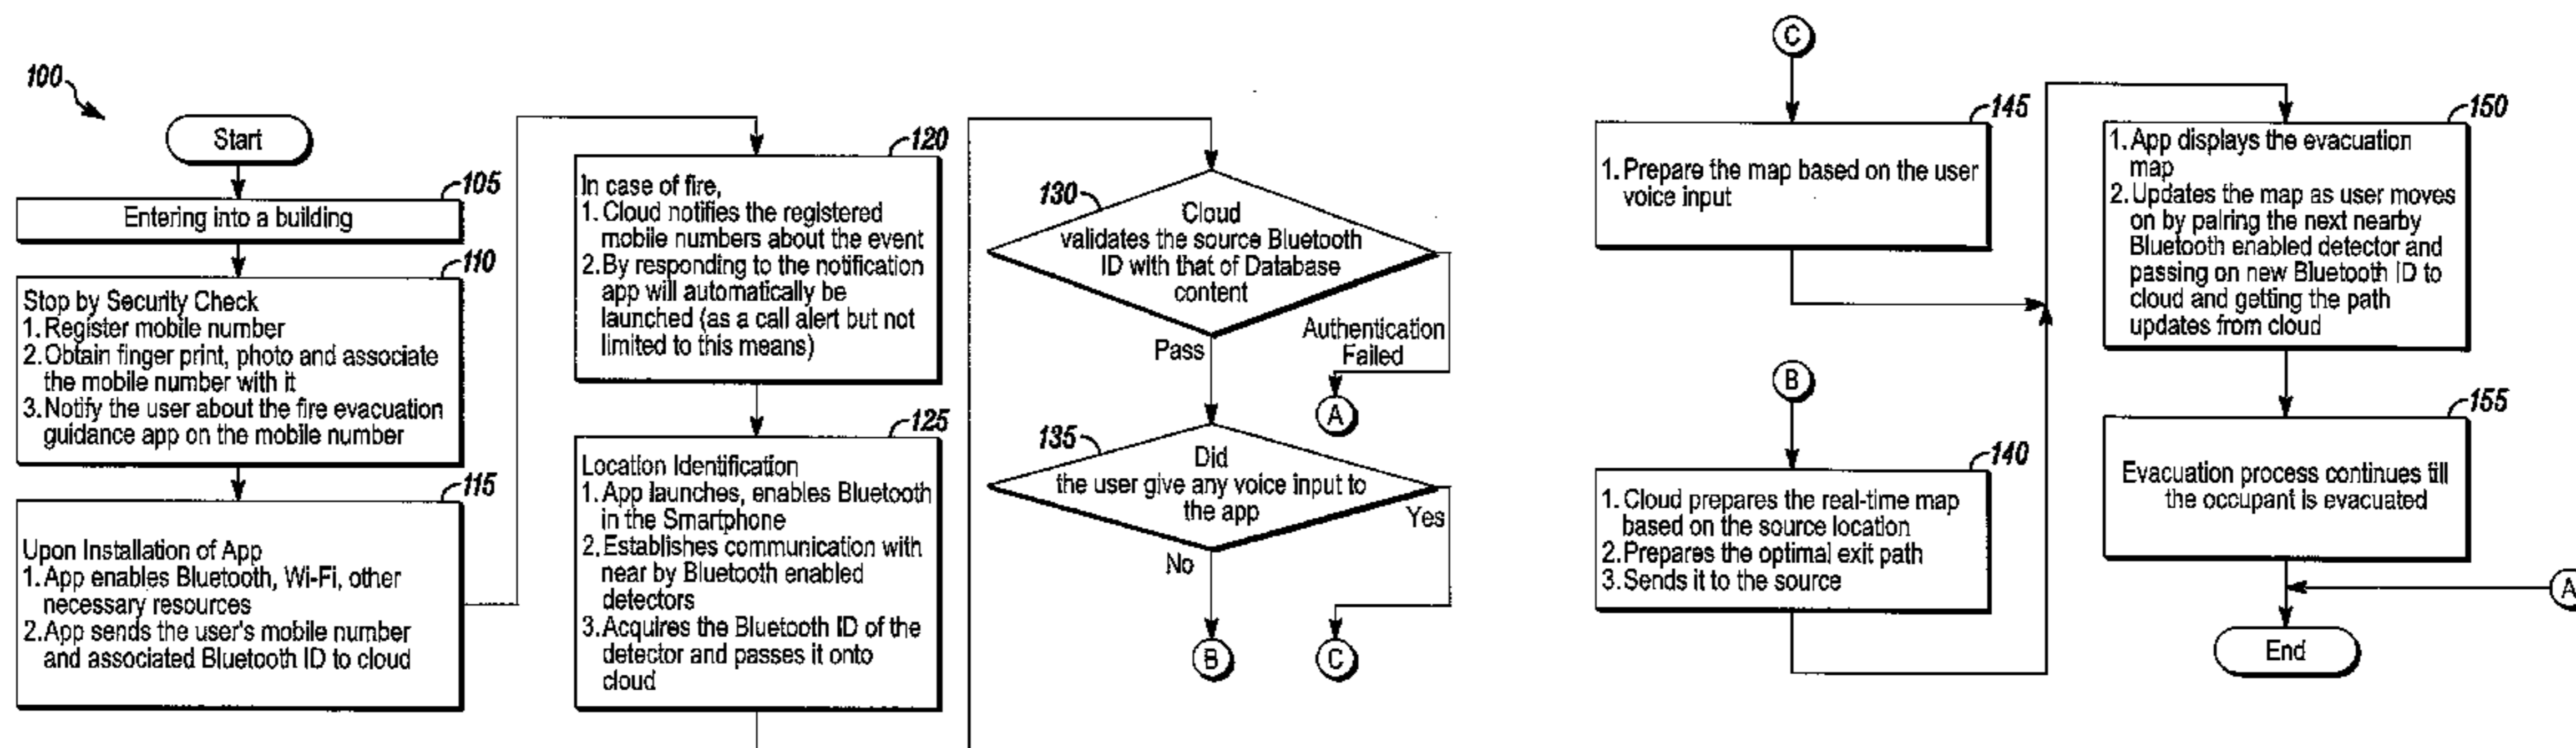 100
Start
105
Entering into a building
110
Stop by Security Check
1. Register mobile number
2. Obtain finger print, photo and associate
the mobile number with it
3. Notify the user about the fire evacuation
guidance app on the mobile number
115
Upon Installation of App
1. App enables Bluetooth, Wi-Fi, other
necessary resources
2. App sends the user's mobile number
and associated Bluetooth ID to cloud
120
In case of fire,
1. Cloud notifies the registered
mobile numbers about the event
2. By responding to the notification
app will automatically be
launched (as a call alert but not
limited to this means)
125
Location Identification
1. App launches, enables Bluetooth
in the Smartphone
2. Establishes communication with
near by Bluetooth enabled
detectors
3. Acquires the Bluetooth ID of the
detector and passes it onto
cloud
130
Cloud
validates the source Bluetooth
ID with that of Database
content
Pass
Authentication
Failed
A
135
Did
the user give any voice input to
the app
Yes
No
B
C
C
145
1. Prepare the map based on the user
voice input
B
140
1. Cloud prepares the real-time map
based on the source location
2. Prepares the optimal exit path
3. Sends it to the source
150
1. App displays the evacuation
map
2. Updates the map as user moves
on by pairing the next nearby
Bluetooth enabled detector and
passing on new Bluetooth ID to
cloud and getting the path
updates from cloud
155
Evacuation process continues till
the occupant is evacuated
A
End